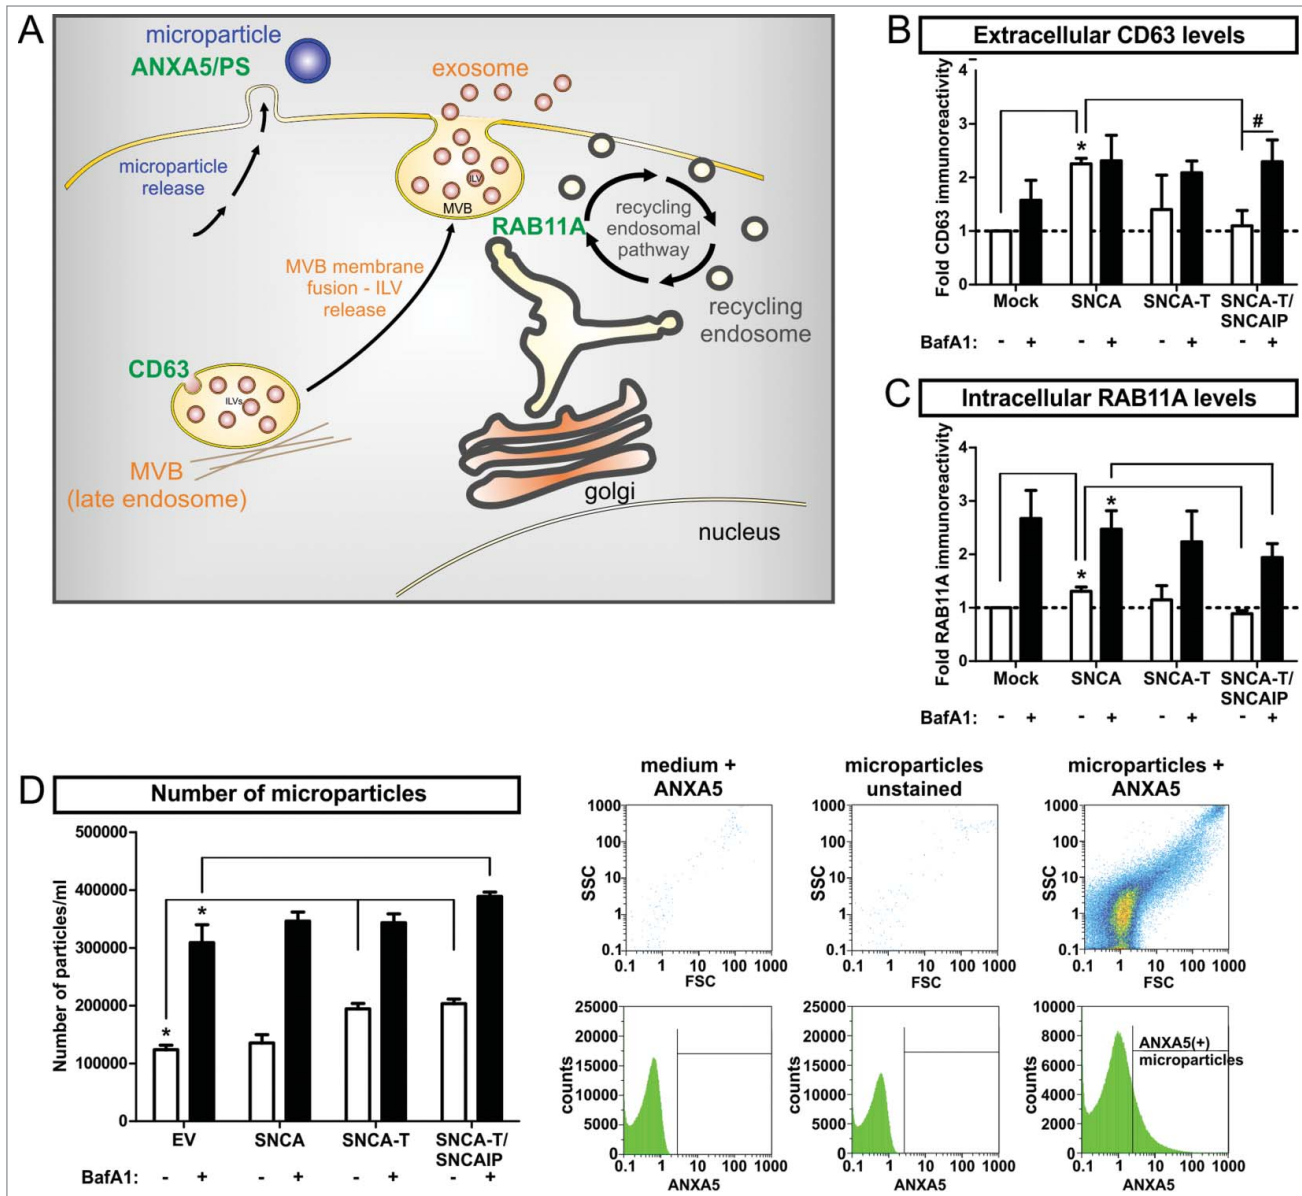 A
microparticle
ANXA5/PS
exosome
microparticle
release
ILV
MVB
RAB11A
recycling
endosomal
pathway
MVB membrane
fusion - ILV
release
recycling
endosome
CD63
ILVs
MVB
(late endosome)
golgi
nucleus
B
Extracellular CD63 levels
Fold CD63 immunoreactivity
4
3
2
1
0
*
#
Mock
SNCA
SNCA-T
SNCA-T/
SNCAIP
BafA1:
- + - + - + - +
C
Intracellular RAB11A levels
Fold RAB11A immunoreactivity
4
3
2
1
0
*
*
Mock
SNCA
SNCA-T
SNCA-T/
SNCAIP
BafA1:
- + - + - + - +
D
Number of microparticles
Number of particles/ml
500000
400000
300000
200000
100000
0
*
*
EV
SNCA
SNCA-T
SNCA-T/
SNCAIP
BafA1:
- + - + - + - +
medium +
ANXA5
SSC
1000
100
10
1
0.1
0.1 1 10 100 1000
FSC
microparticles
unstained
SSC
1000
100
10
1
0.1
0.1 1 10 100 1000
FSC
microparticles +
ANXA5
SSC
1000
100
10
1
0.1
0.1 1 10 100 1000
FSC
counts
25000
20000
15000
10000
5000
0
0.1 1 10 100 1000
ANXA5
counts
25000
20000
15000
10000
5000
0
0.1 1 10 100 1000
ANXA5
counts
10000
8000
6000
4000
2000
0
ANXA5(+)
microparticles
0.1 1 10 100 1000
ANXA5